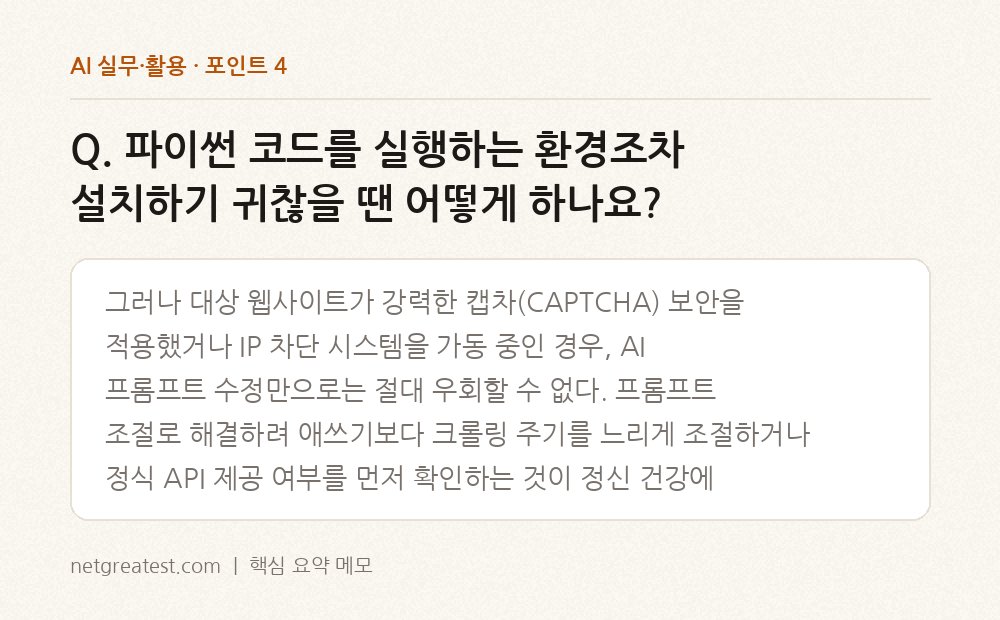 AI 실무·활용 · 포인트 4
Q. 파이썬 코드를 실행하는 환경조차
설치하기 귀찮을 땐 어떻게 하나요?
그러나 대상 웹사이트가 강력한 캡차(CAPTCHA) 보안을
적용했거나 IP 차단 시스템을 가동 중인 경우, AI
프롬프트 수정만으로는 절대 우회할 수 없다. 프롬프트
조절로 해결하려 애쓰기보다 크롤링 주기를 느리게 조절하거나
정식 API 제공 여부를 먼저 확인하는 것이 정신 건강에
netgreatest.com | 핵심 요약 메모